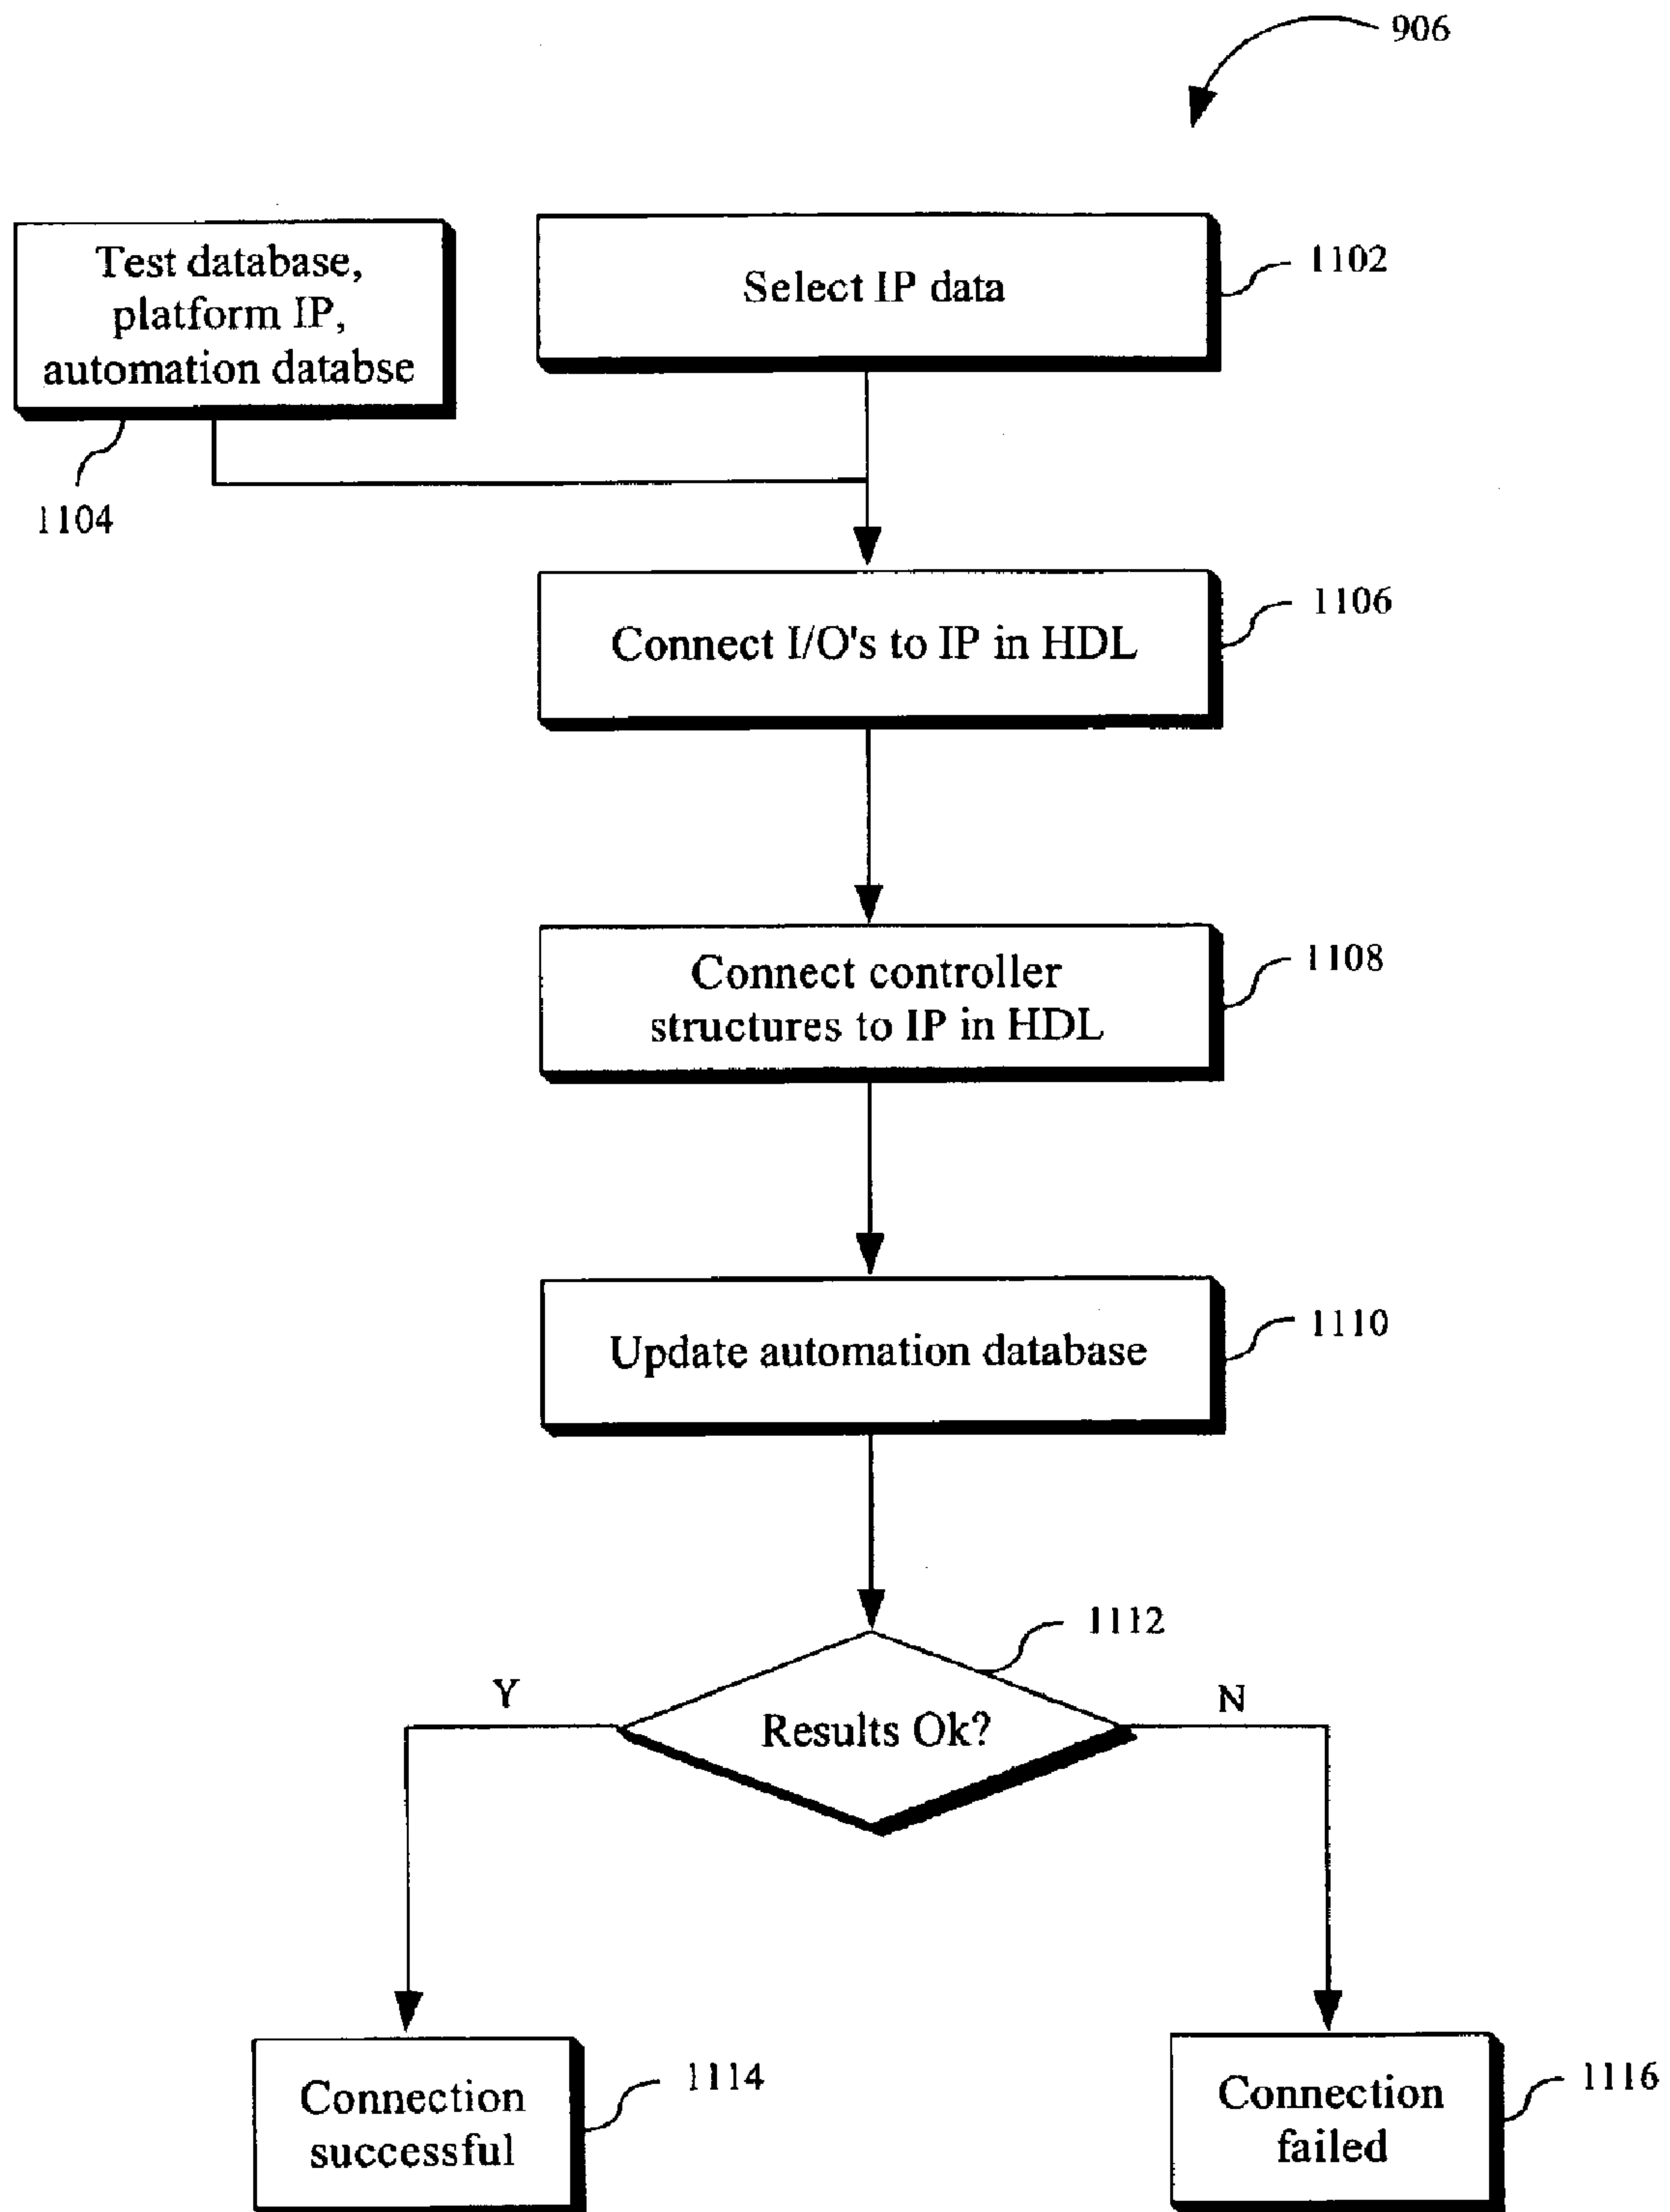 906
Test database,
platform IP,
automation databse
1104
Select IP data
1102
Connect I/O's to IP in HDL
1106
Connect controller
structures to IP in HDL
1108
Update automation database
1110
1112
Y
Results Ok?
N
Connection
successful
1114
Connection
failed
1116